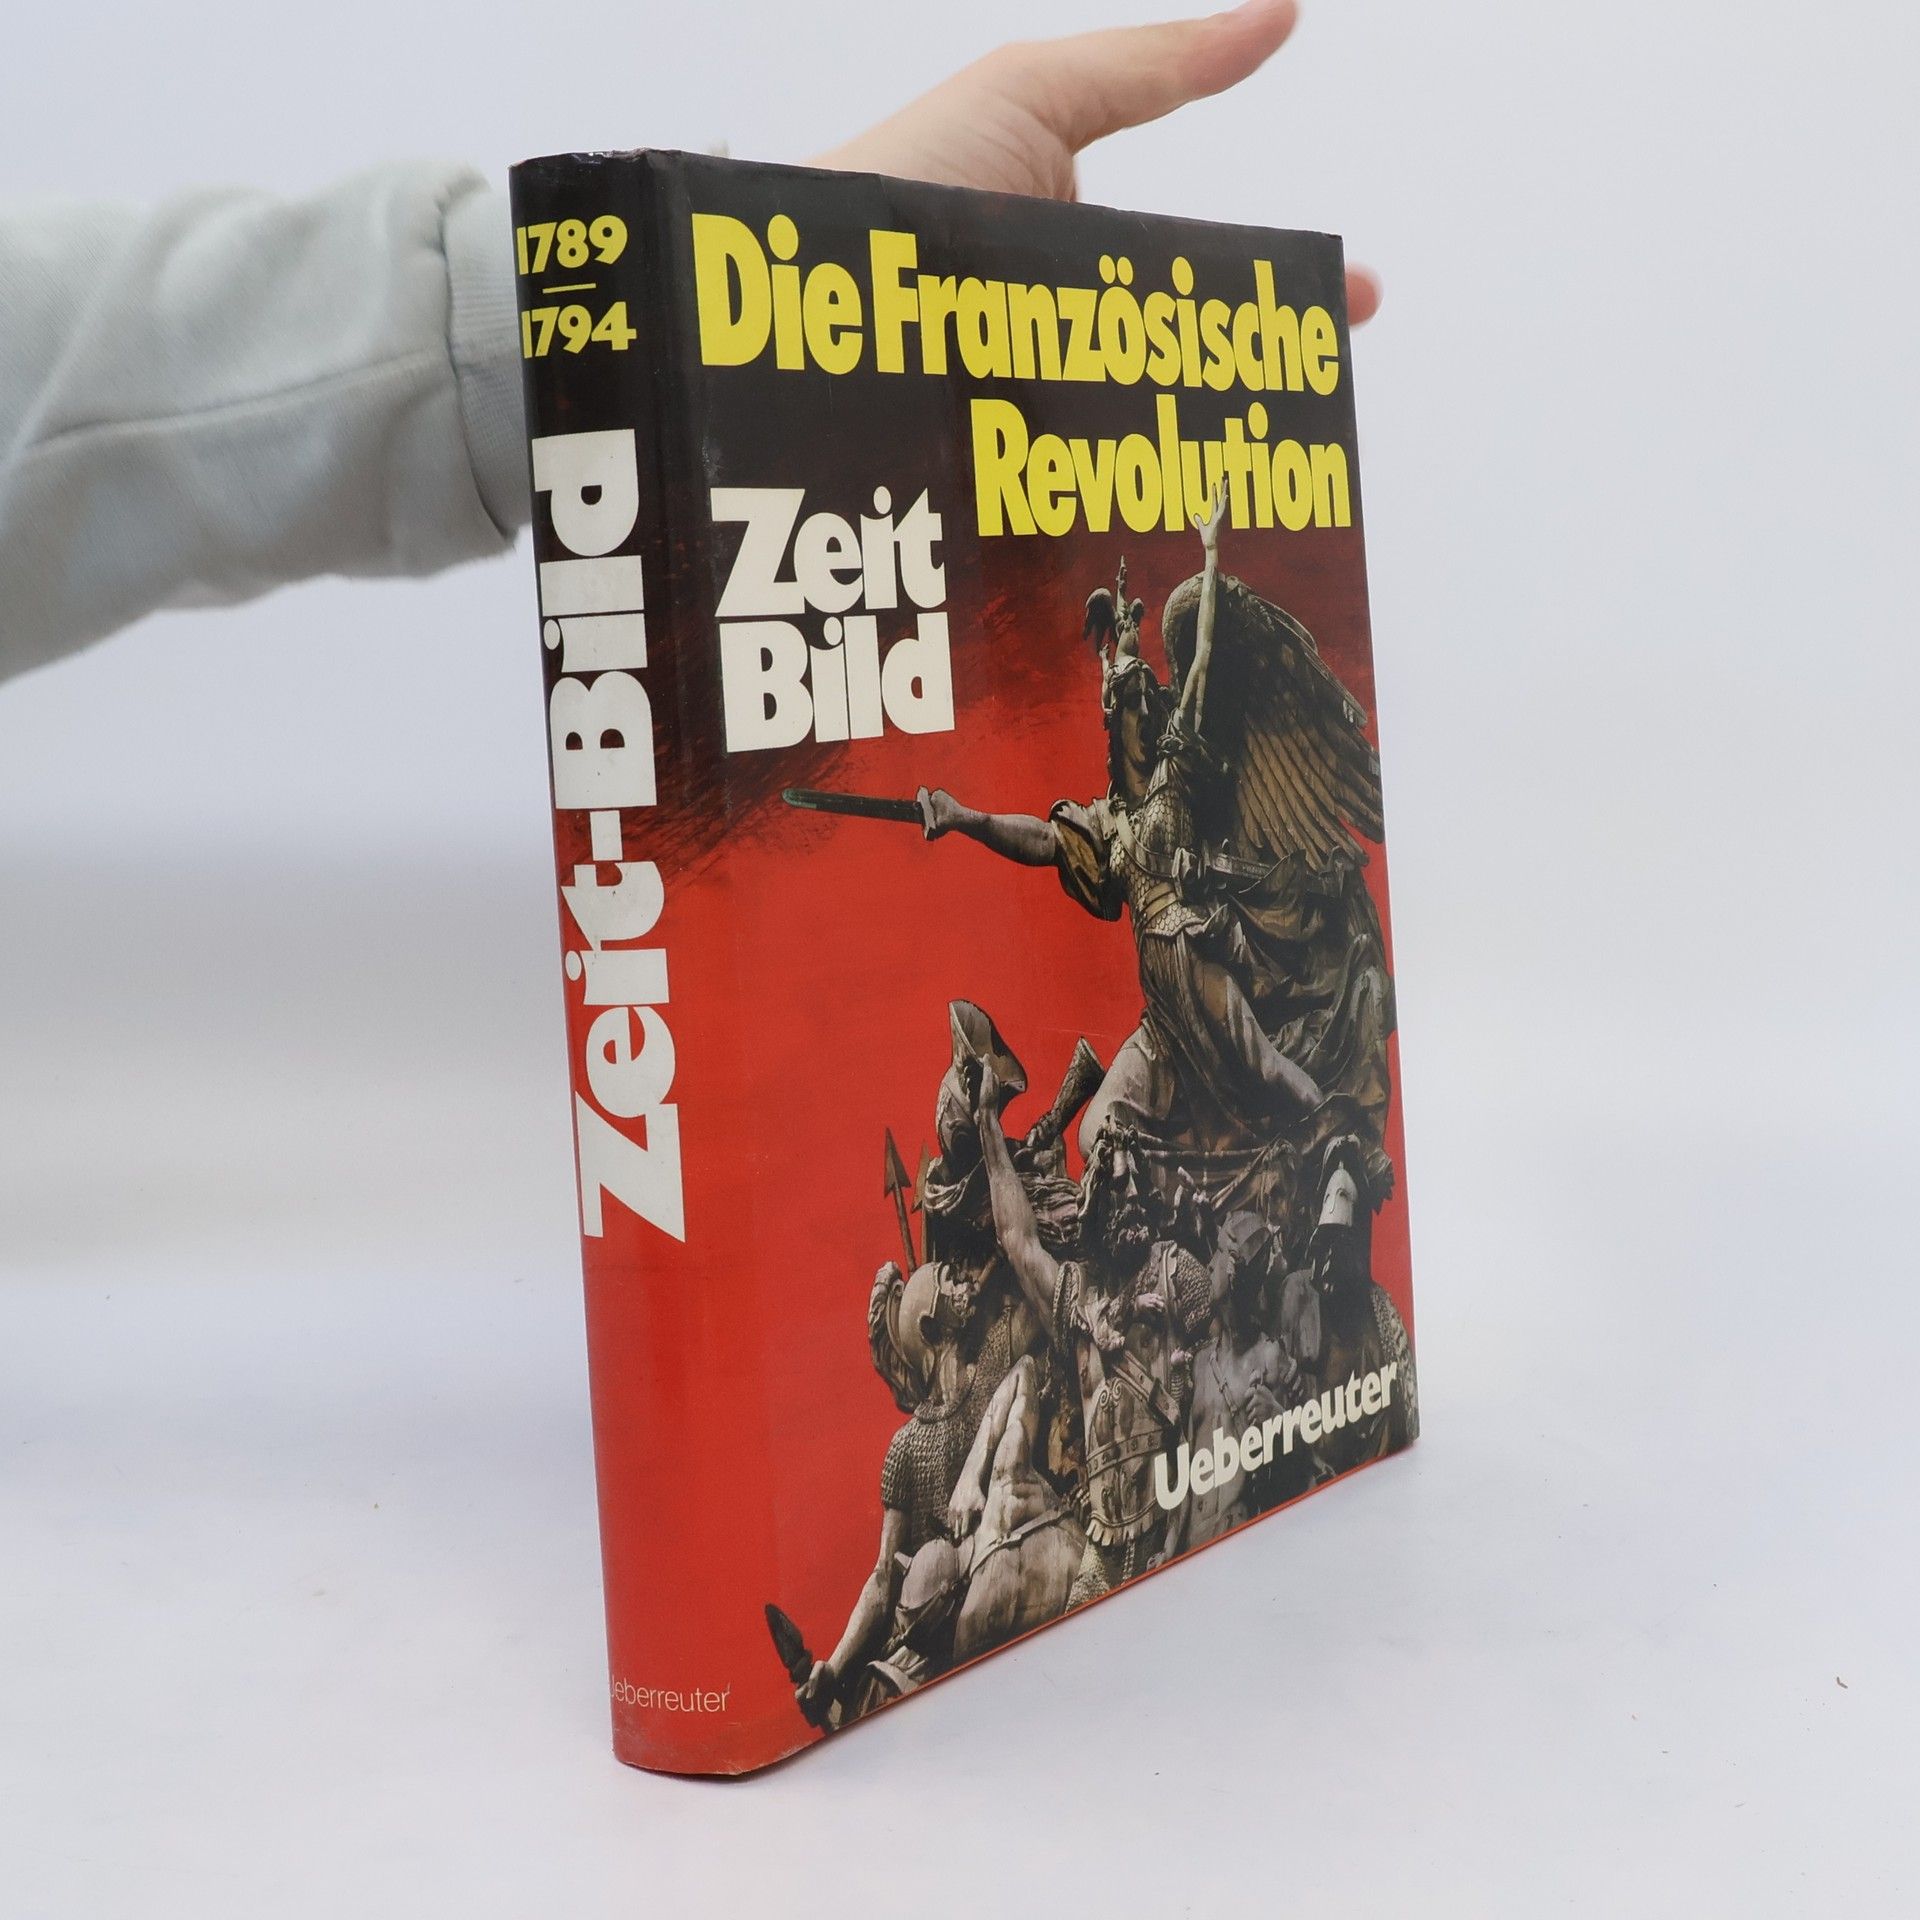 1789
1794
Zeit-Bild
Ueberreuter
Die Französische
Revolution
Zeit
Bild
Ueberreuter